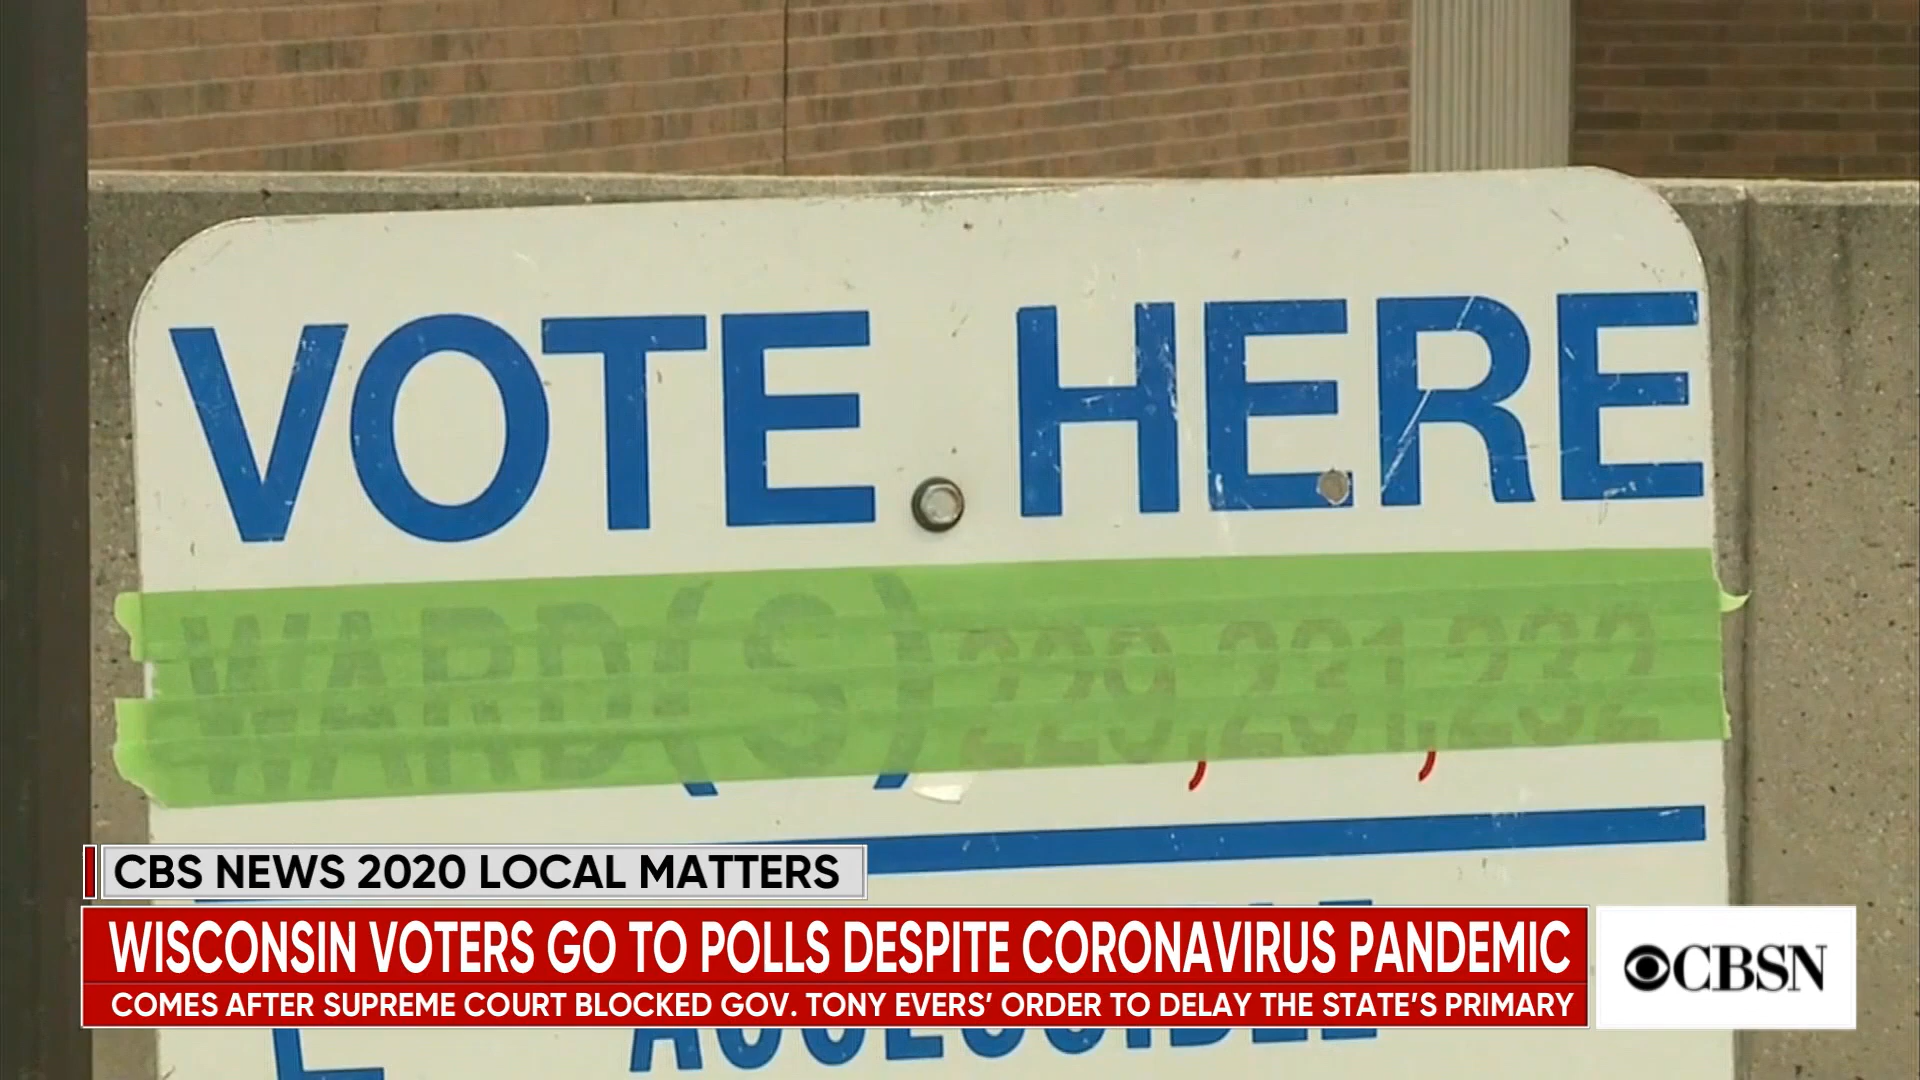 VOTE HERE
WARD(S) 229,231,232
CBS NEWS 2020 LOCAL MATTERS
WISCONSIN VOTERS GO TO POLLS DESPITE CORONAVIRUS PANDEMIC
COMES AFTER SUPREME COURT BLOCKED GOV. TONY EVERS’ ORDER TO DELAY THE STATE’S PRIMARY
CBSN
ACCESSIBLE